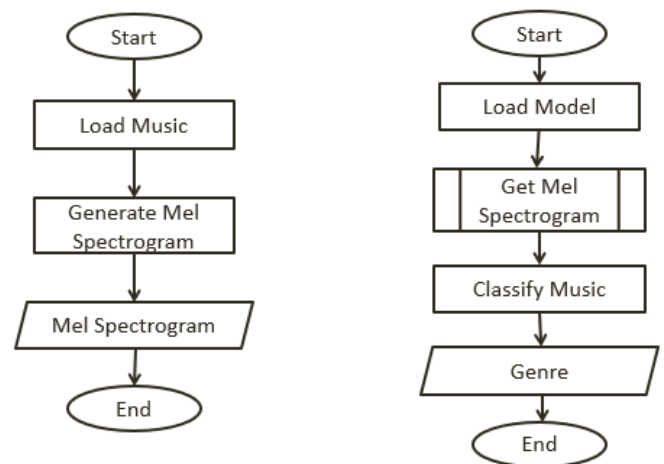 Start
Load Music
Generate Mel
Spectrogram
Mel Spectrogram
End
Start
Load Model
Get Mel
Spectrogram
Classify Music
Genre
End